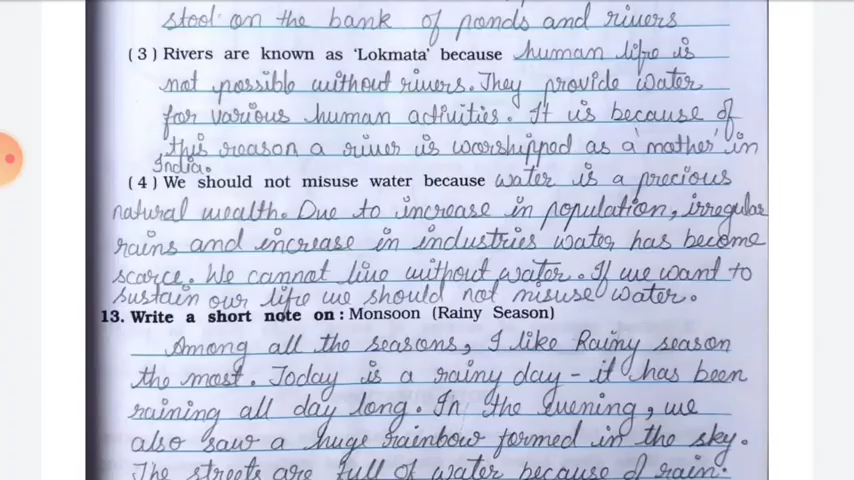 stool on the bank of ponds and rivers
( 3 ) Rivers are known as 'Lokmata' because human life is
not possible without rivers. They provide water
for various human activities. It is because of
this reason a river is worshipped as a 'mother' in
India.
( 4 ) We should not misuse water because water is a precious
natural wealth. Due to increase in population, irregular
rains and increase in industries water has become
scarce. We cannot live without water. If we want to
sustain our life we should not misuse water.
13. Write a short note on : Monsoon (Rainy Season)
Among all the seasons, I like Rainy season
the most. Today is a rainy day - it has been
raining all day long. In the evening, we
also saw a huge rainbow formed in the sky.
The streets are full of water because of rain.